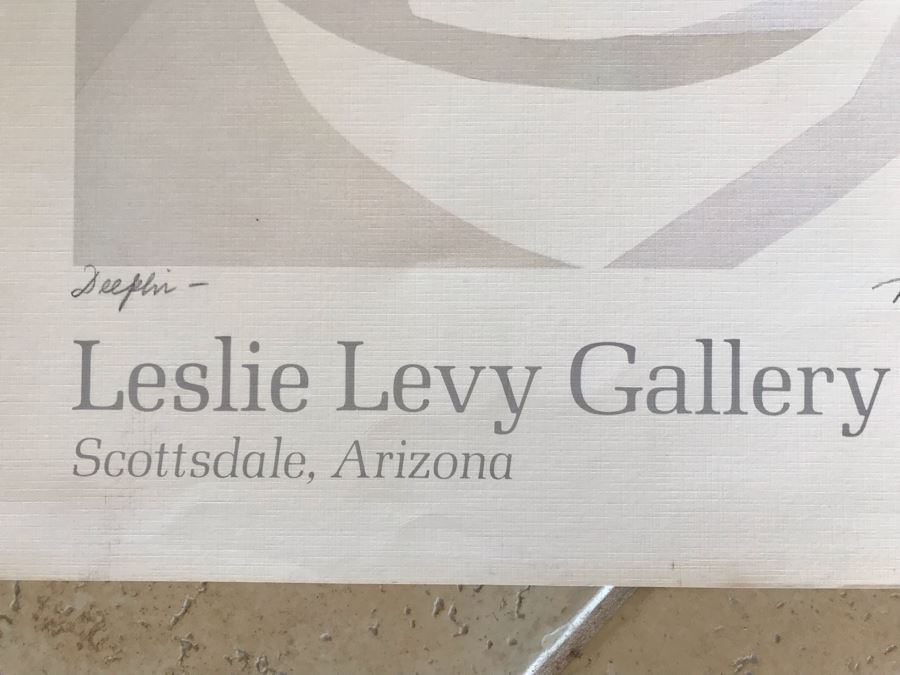 Leslie Levy Gallery
Scottsdale, Arizona